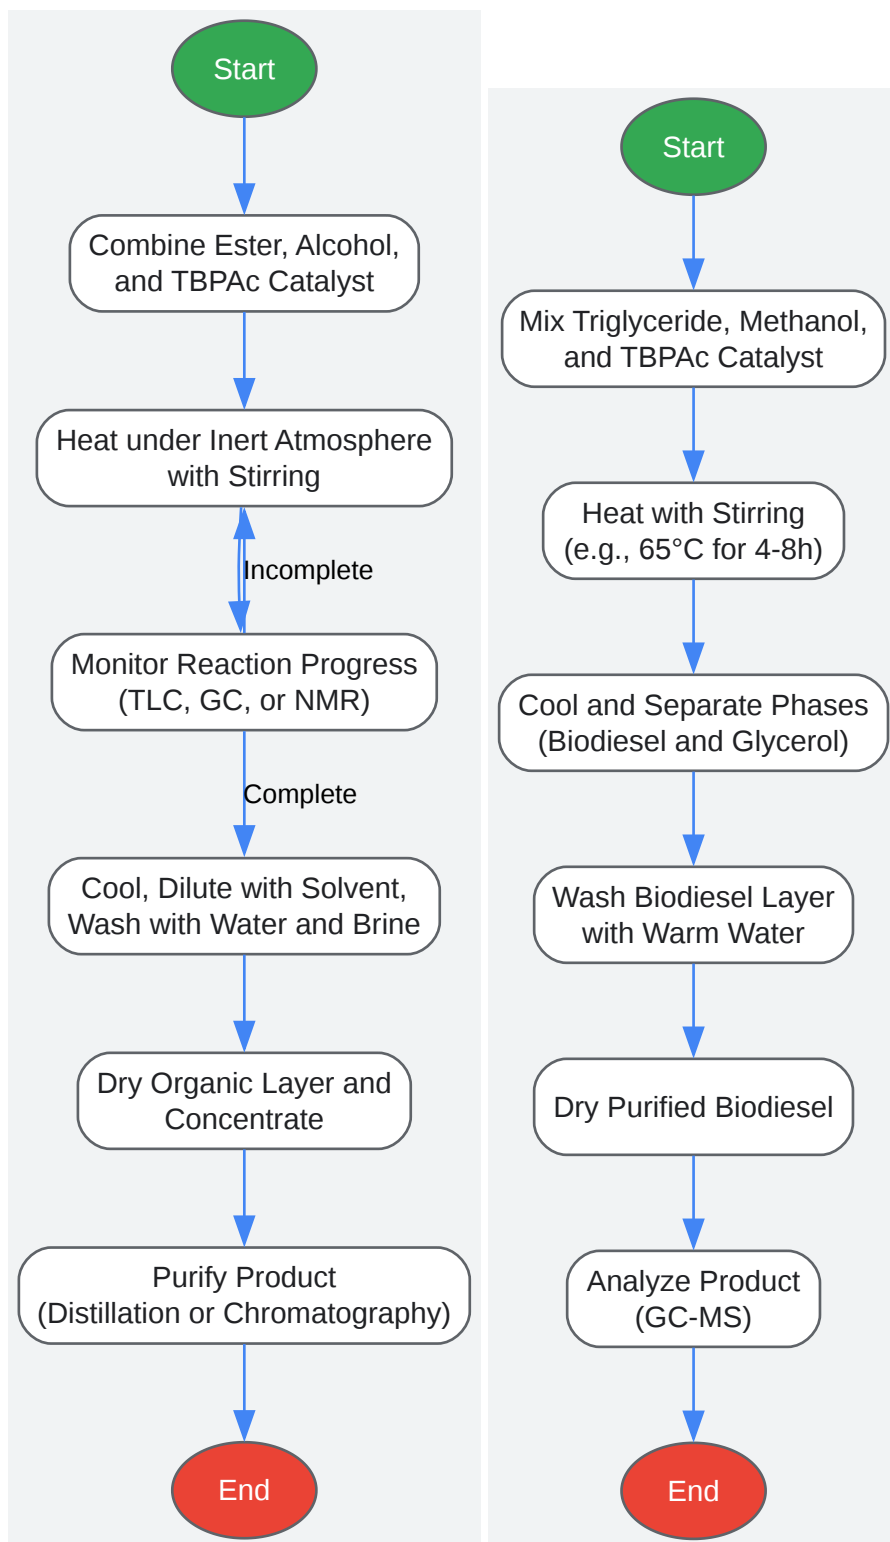 Start
Combine Ester, Alcohol,
and TBPAc Catalyst
Heat under Inert Atmosphere
with Stirring
Incomplete
Monitor Reaction Progress
(TLC, GC, or NMR)
Complete
Cool, Dilute with Solvent,
Wash with Water and Brine
Dry Organic Layer and
Concentrate
Purify Product
(Distillation or Chromatography)
End
Start
Mix Triglyceride, Methanol,
and TBPAc Catalyst
Heat with Stirring
(e.g., 65°C for 4-8h)
Cool and Separate Phases
(Biodiesel and Glycerol)
Wash Biodiesel Layer
with Warm Water
Dry Purified Biodiesel
Analyze Product
(GC-MS)
End